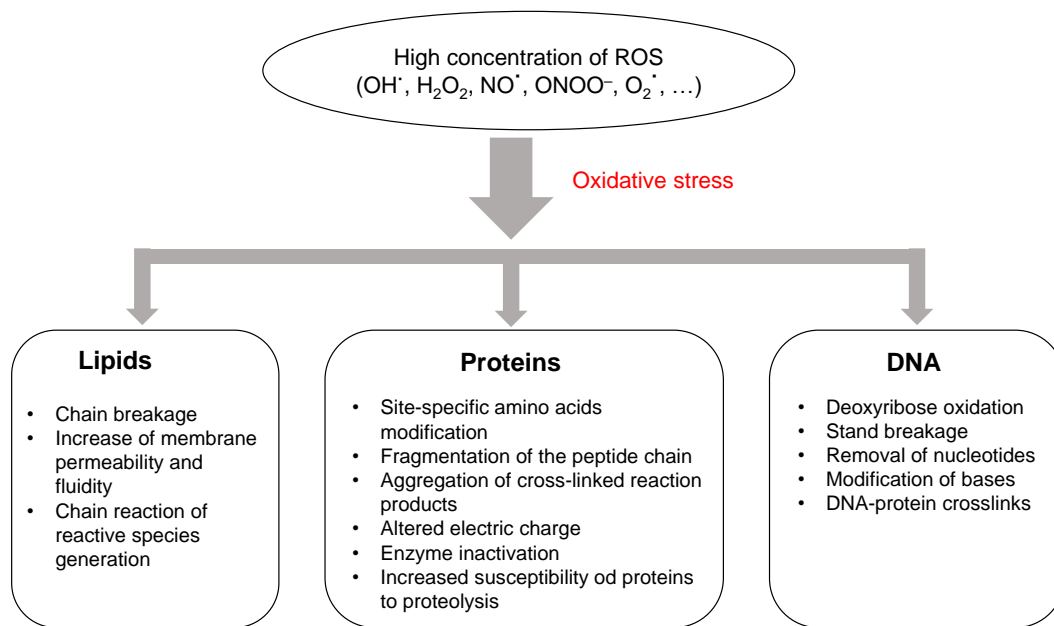 High concentration of ROS
(OH˙, H₂O₂, NO˙, ONOO⁻, O₂˙, …)
Oxidative stress
Lipids
• Chain breakage
• Increase of membrane
permeability and
fluidity
• Chain reaction of
reactive species
generation
Proteins
• Site-specific amino acids
modification
• Fragmentation of the peptide chain
• Aggregation of cross-linked reaction
products
• Altered electric charge
• Enzyme inactivation
• Increased susceptibility od proteins
to proteolysis
DNA
• Deoxyribose oxidation
• Stand breakage
• Removal of nucleotides
• Modification of bases
• DNA-protein crosslinks